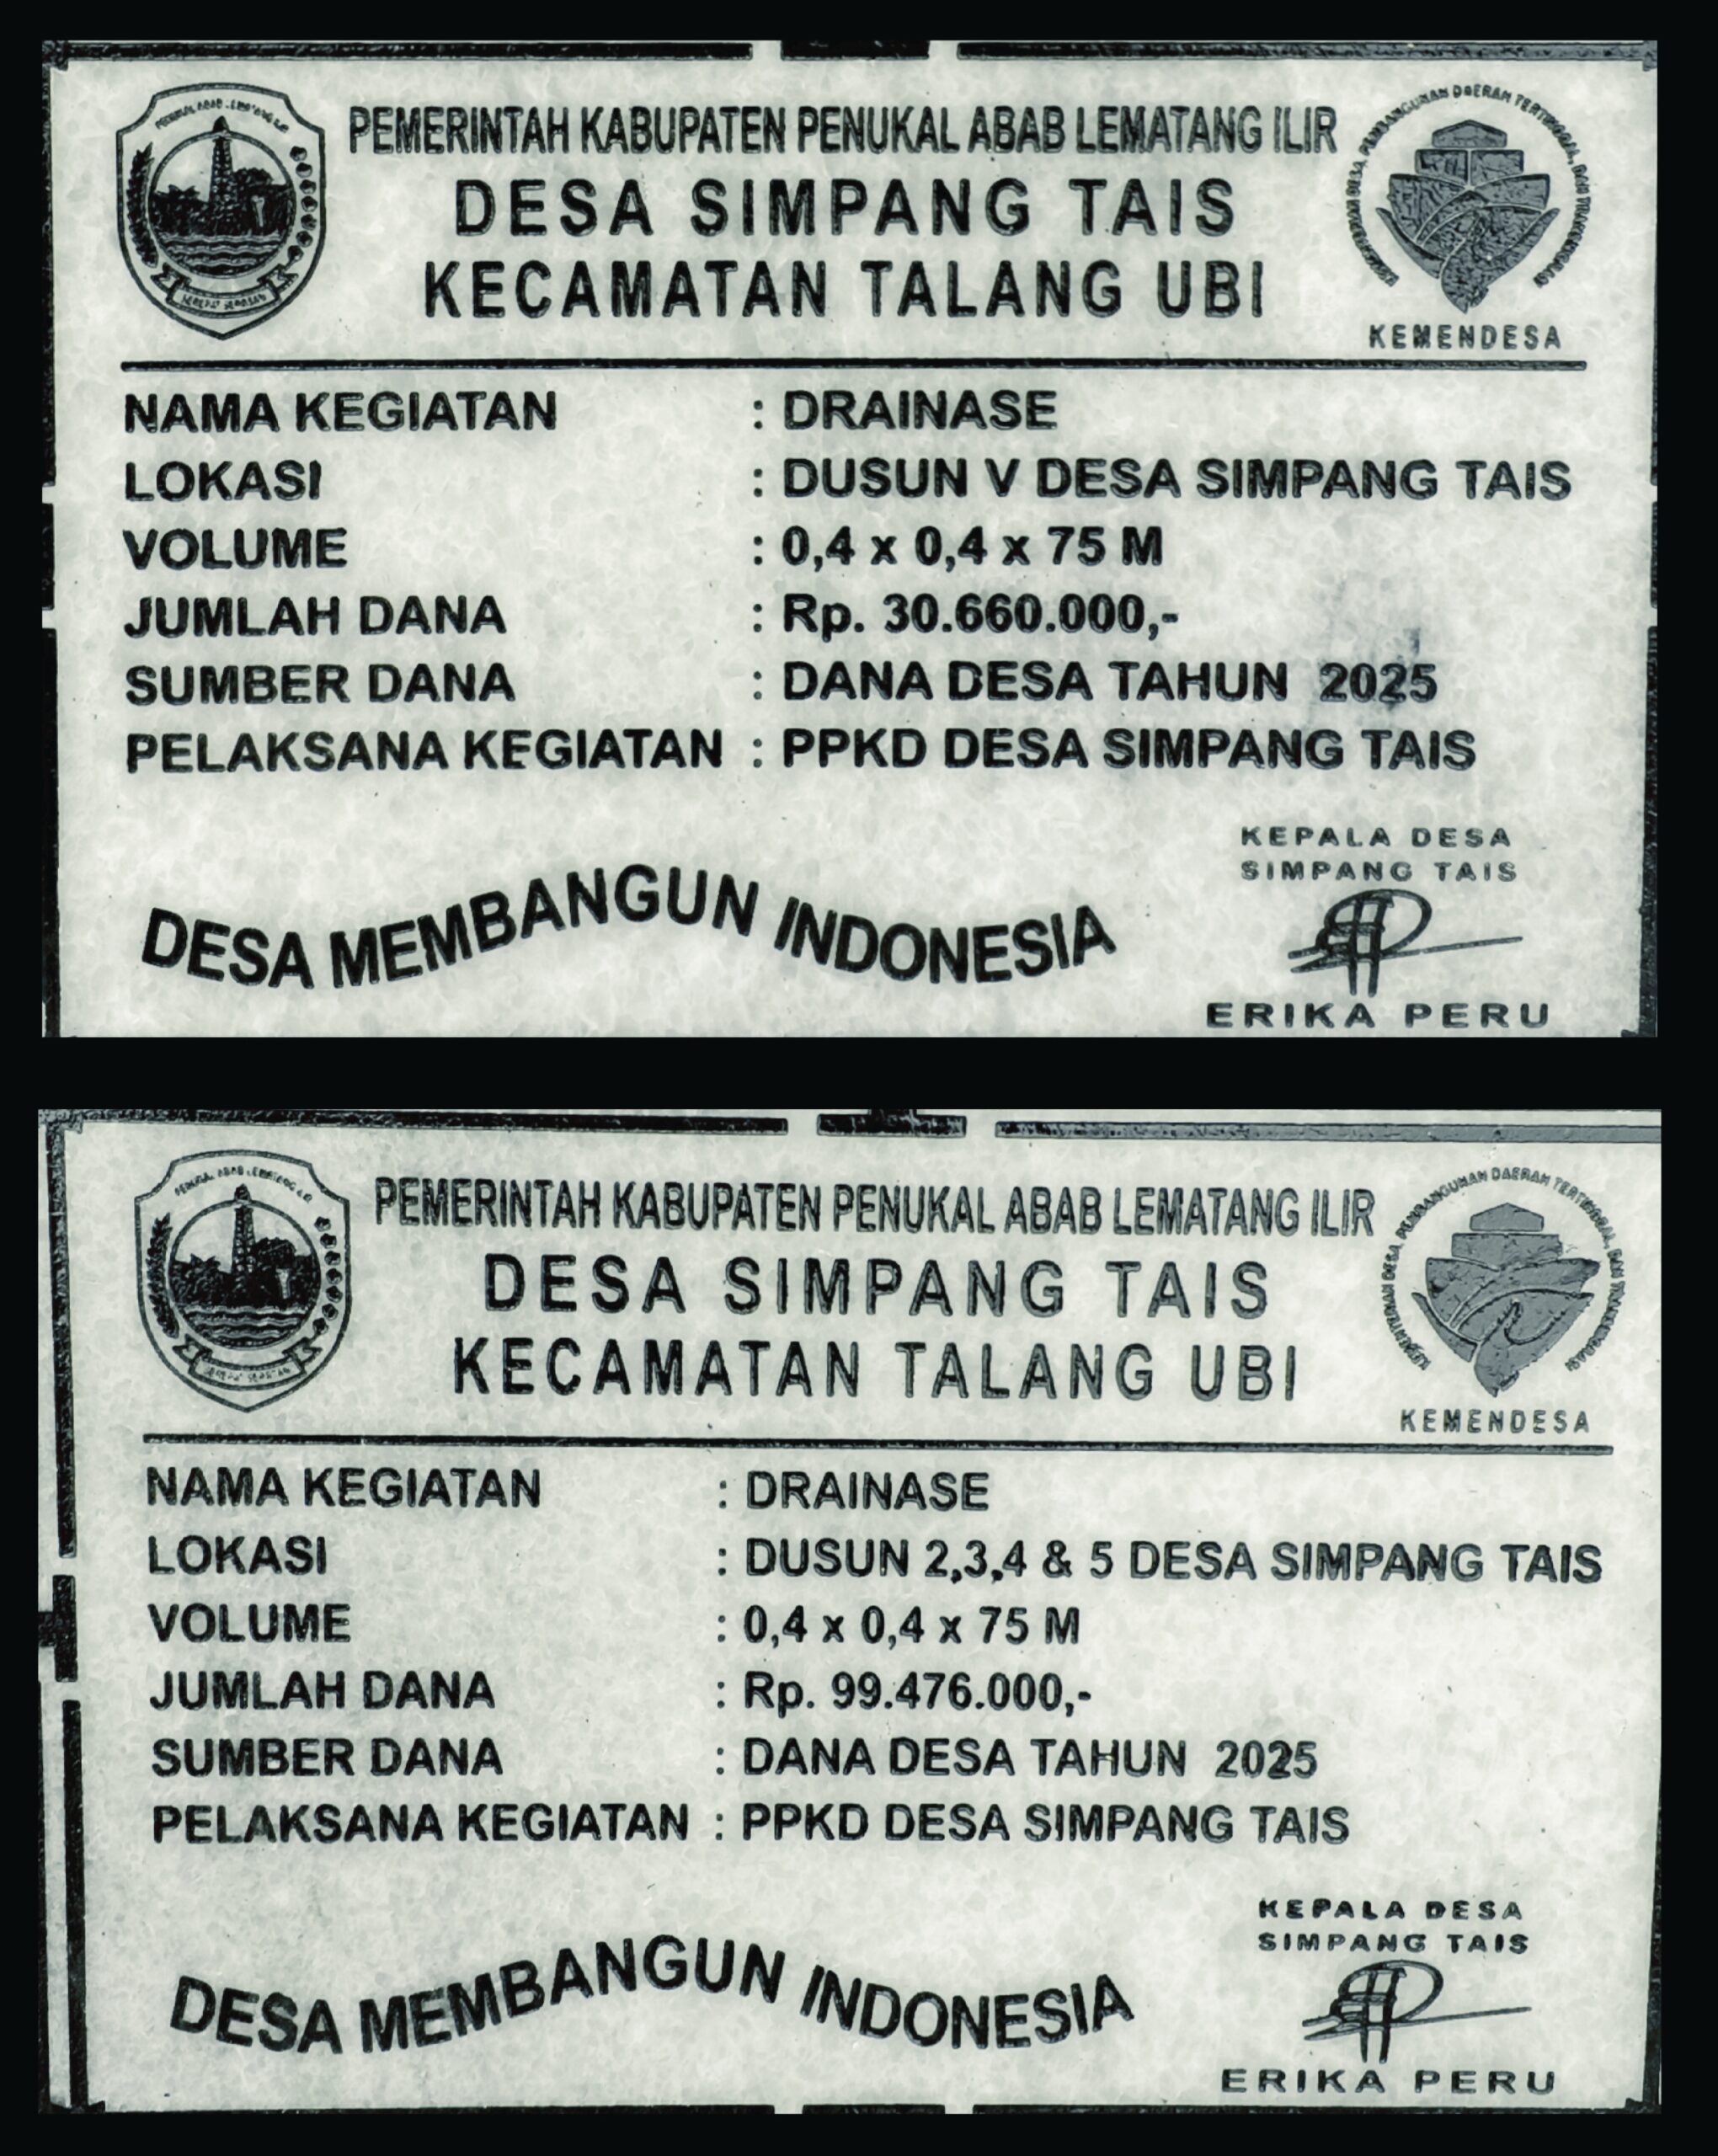 PEMERINTAH KABUPATEN PENUKAL ABAB LEMATANG ILIR
DESA SIMPANG TAIS
KECAMATAN TALANG UBI
KEMENDESA
NAMA KEGIATAN : DRAINASE
LOKASI : DUSUN V DESA SIMPANG TAIS
VOLUME : 0,4 x 0,4 x 75 M
JUMLAH DANA : Rp. 30.660.000,-
SUMBER DANA : DANA DESA TAHUN 2025
PELAKSANA KEGIATAN : PPKD DESA SIMPANG TAIS
KEPALA DESA
SIMPANG TAIS
DESA MEMBANGUN INDONESIA
ERIKA PERU
PEMERINTAH KABUPATEN PENUKAL ABAB LEMATANG ILIR
DESA SIMPANG TAIS
KECAMATAN TALANG UBI
PEMBANGUNAN DAERAH TERTINGGAL, DAN
KEMENDESA
NAMA KEGIATAN : DRAINASE
LOKASI : DUSUN 2,3,4 & 5 DESA SIMPANG TAIS
VOLUME : 0,4 x 0,4 x 75 M
JUMLAH DANA : Rp. 99.476.000,-
SUMBER DANA : DANA DESA TAHUN 2025
PELAKSANA KEGIATAN : PPKD DESA SIMPANG TAIS
KEPALA DESA
SIMPANG TAIS
DESA MEMBANGUN INDONESIA
ERIKA PERU